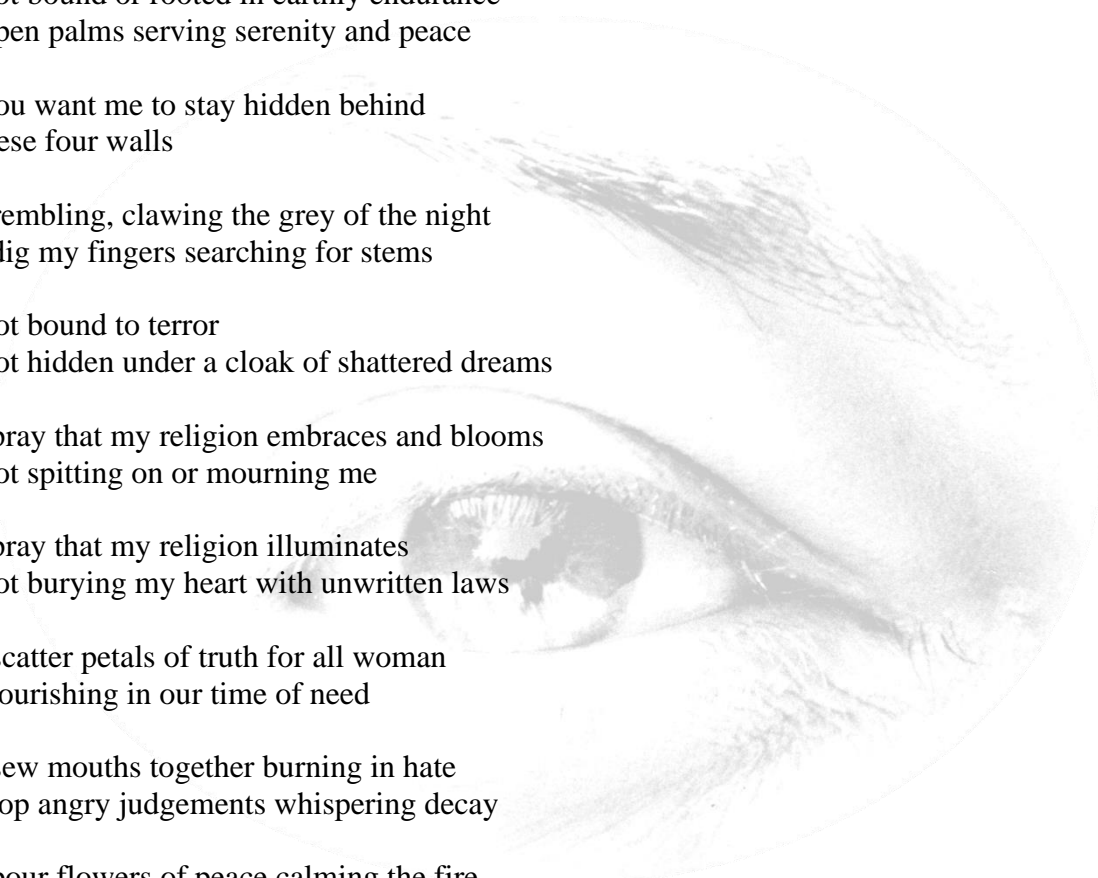 ot bound or rooted in earthly endurance
pen palms serving serenity and peace
ou want me to stay hidden behind
ese four walls
rembling, clawing the grey of the night
dig my fingers searching for stems
ot bound to terror
ot hidden under a cloak of shattered dreams
pray that my religion embraces and blooms
ot spitting on or mourning me
pray that my religion illuminates
ot burying my heart with unwritten laws
scatter petals of truth for all woman
ourishing in our time of need
sew mouths together burning in hate
op angry judgements whispering decay
pour flowers of peace calming the fire